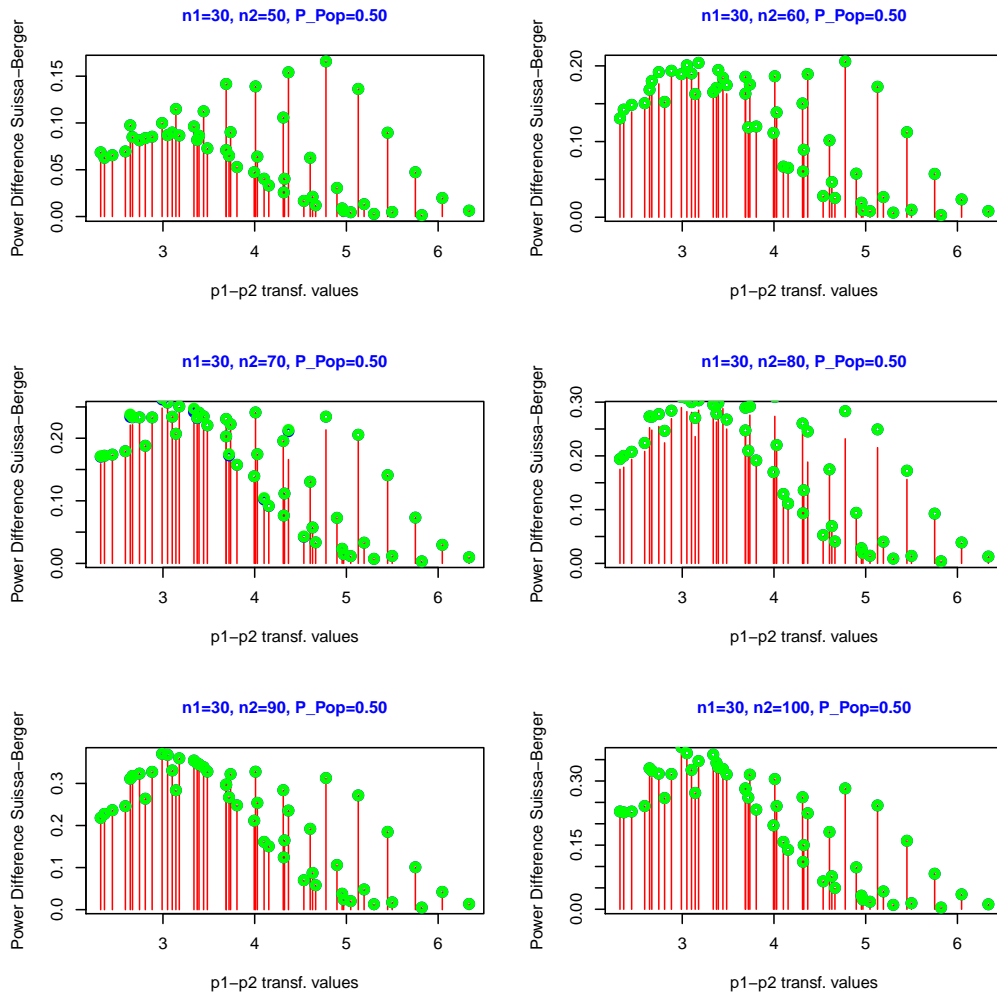 n1=30, n2=50, P_Pop=0.50
Power Difference Suissa−Berger
0.15
0.10
0.05
0.00
3 4 5 6
p1−p2 transf. values
n1=30, n2=60, P_Pop=0.50
Power Difference Suissa−Berger
0.20
0.10
0.00
3 4 5 6
p1−p2 transf. values
n1=30, n2=70, P_Pop=0.50
Power Difference Suissa−Berger
0.20
0.10
0.00
3 4 5 6
p1−p2 transf. values
n1=30, n2=80, P_Pop=0.50
Power Difference Suissa−Berger
0.30
0.20
0.10
0.00
3 4 5 6
p1−p2 transf. values
n1=30, n2=90, P_Pop=0.50
Power Difference Suissa−Berger
0.3
0.2
0.1
0.0
3 4 5 6
p1−p2 transf. values
n1=30, n2=100, P_Pop=0.50
Power Difference Suissa−Berger
0.30
0.15
0.00
3 4 5 6
p1−p2 transf. values